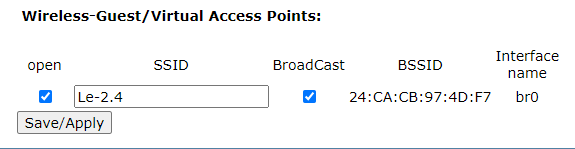 Wireless-Guest/Virtual Access Points:
open SSID BroadCast BSSID Interface name
Le-2.4 24:CA:CB:97:4D:F7 br0
Save/Apply